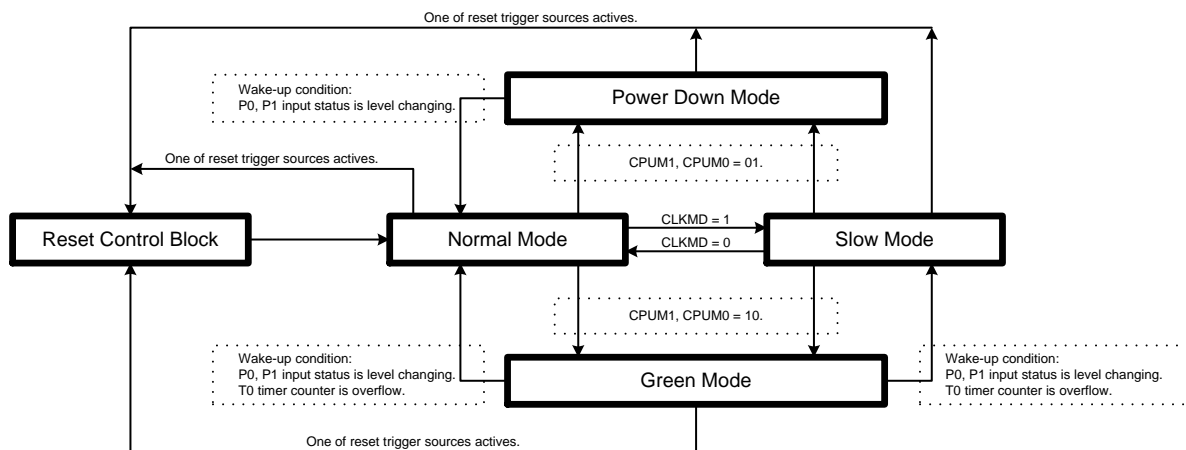 One of reset trigger sources actives.
Wake-up condition:
P0, P1 input status is level changing.
Power Down Mode
One of reset trigger sources actives.
CPUM1, CPUM0 = 01.
Reset Control Block
Normal Mode
CLKMD = 1
CLKMD = 0
Slow Mode
CPUM1, CPUM0 = 10.
Wake-up condition:
P0, P1 input status is level changing.
T0 timer counter is overflow.
Green Mode
Wake-up condition:
P0, P1 input status is level changing.
T0 timer counter is overflow.
One of reset trigger sources actives.